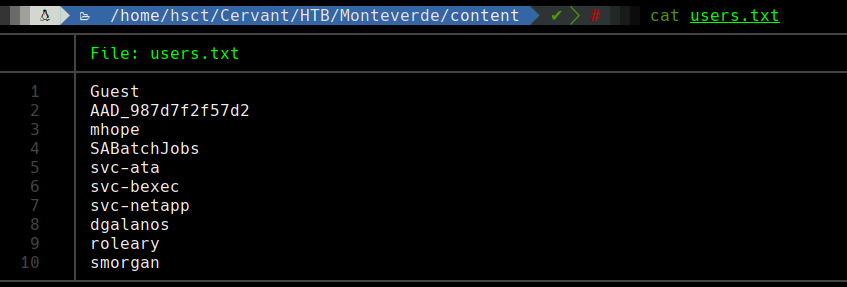 /home/hsct/Cervant/HTB/Monteverde/content ✔ # cat users.txt
File: users.txt
1 Guest
2 AAD_987d7f2f57d2
3 mhope
4 SABatchJobs
5 svc-ata
6 svc-bexec
7 svc-netapp
8 dgalanos
9 roleary
10 smorgan